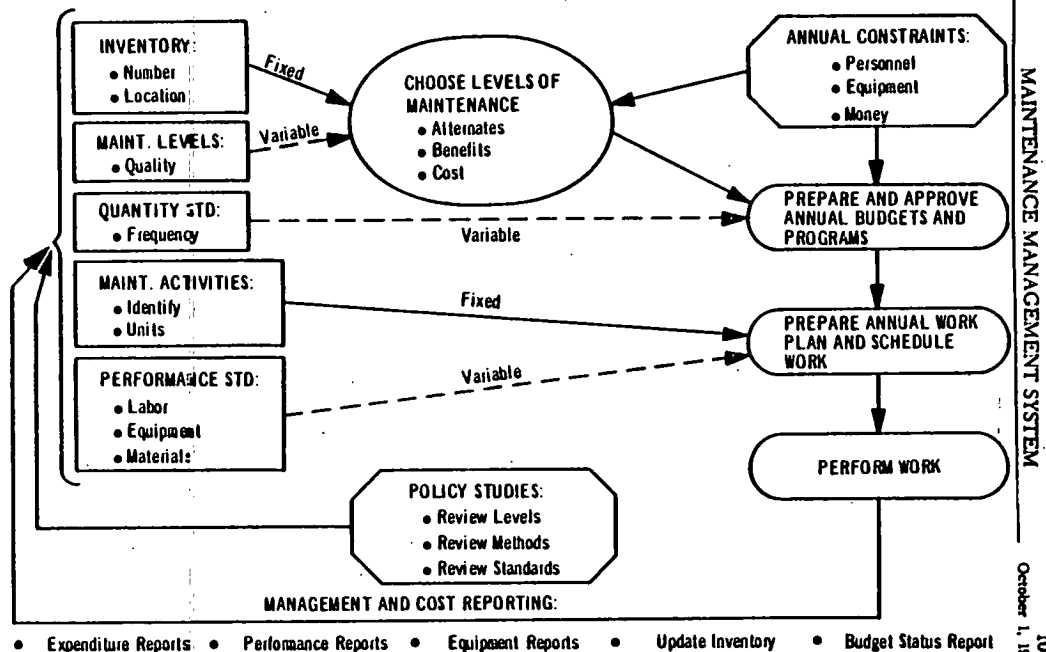 INVENTORY:
• Number
• Location
Fixed
MAINT. LEVELS:
• Quality
Variable
QUANTITY STD:
• Frequency
Variable
MAINT. ACTIVITIES:
• Identify
• Units
Fixed
PERFORMANCE STD:
• Labor
• Equipment
• Materials
Variable
CHOOSE LEVELS OF
MAINTENANCE
• Alternates
• Benefits
• Cost
ANNUAL CONSTRAINTS:
• Personnel
• Equipment
• Money
PREPARE AND APPROVE
ANNUAL BUDGETS AND
PROGRAMS
PREPARE ANNUAL WORK
PLAN AND SCHEDULE
WORK
PERFORM WORK
POLICY STUDIES:
• Review Levels
• Review Methods
• Review Standards
MANAGEMENT AND COST REPORTING:
• Expenditure Reports • Performance Reports • Equipment Reports • Update Inventory • Budget Status Report
MAINTENANCE MANAGEMENT SYSTEM
October 1,